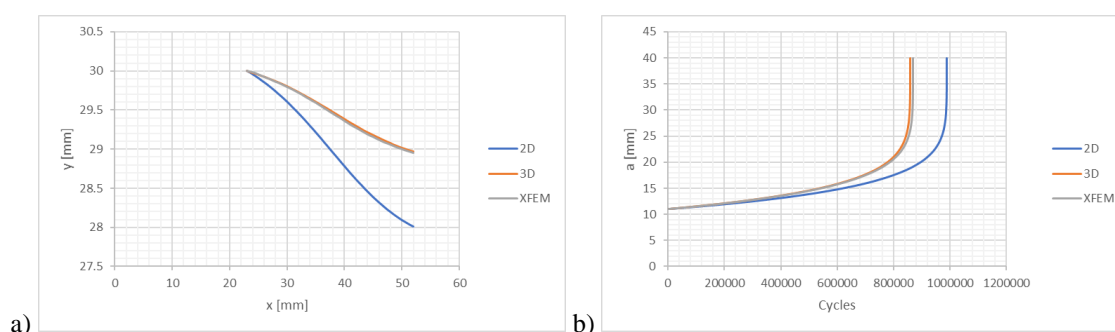 30.5
30
29.5
29
28.5
28
27.5
y [mm]
0 10 20 30 40 50 60
x [mm]
2D
3D
XFEM
a)
45
40
35
30
25
20
15
10
5
0
a [mm]
0 200000 400000 600000 800000 1000000 1200000
Cycles
2D
3D
XFEM
b)